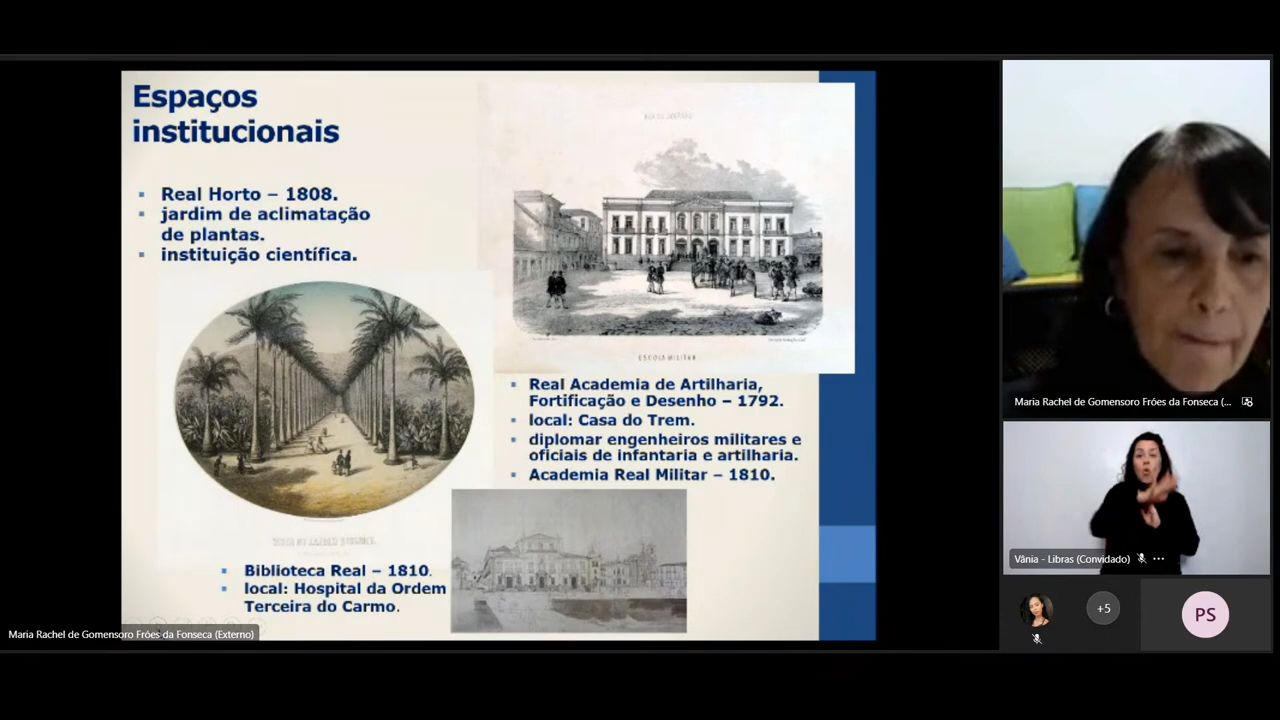 Espaços
institucionais
Real Horto – 1808.
jardim de aclimatação
de plantas.
instituição científica.
ESCOLA MILITAR
Real Academia de Artilharia,
Fortificação e Desenho – 1792.
local: Casa do Trem.
diplomar engenheiros militares e
oficiais de infantaria e artilharia.
Academia Real Militar – 1810.
Biblioteca Real – 1810.
local: Hospital da Ordem
Terceira do Carmo.
Maria Rachel de Gomensoro Fróes da Fonseca (Externo)
Maria Rachel de Gomensoro Fróes da Fonseca (...
Vânia - Libras (Convidado)
+5
PS